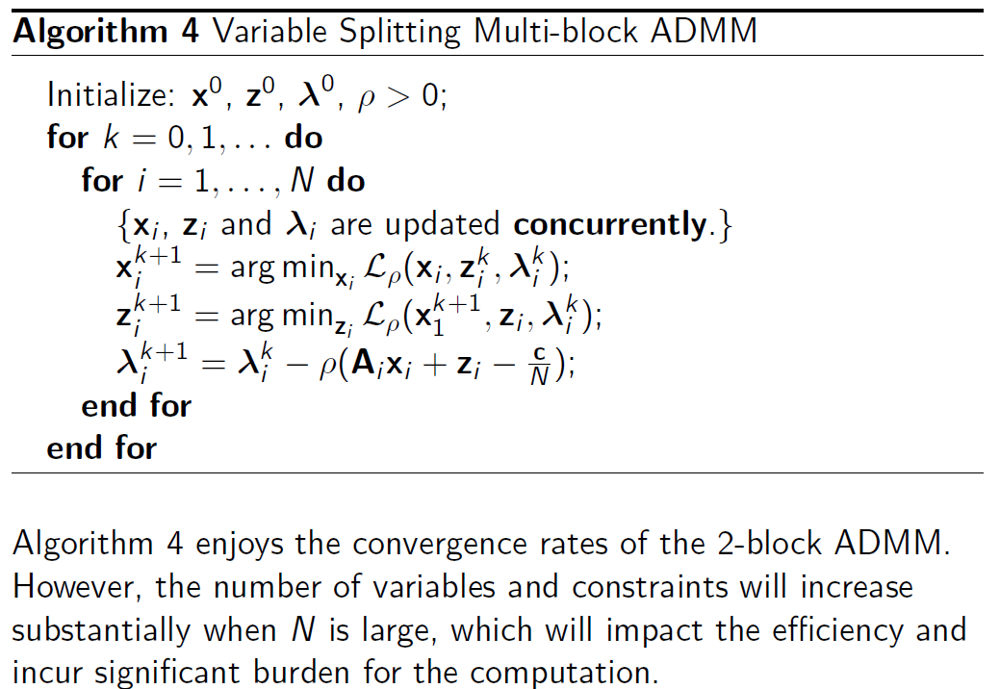 Algorithm 4 Variable Splitting Multi-block ADMM
Initialize: $\mathbf{x}^0$, $\mathbf{z}^0$, $\boldsymbol{\lambda}^0$, $\rho > 0$;
for $k = 0, 1, \ldots$ do
for $i = 1, \ldots, N$ do
{$\mathbf{x}_i$, $\mathbf{z}_i$ and $\boldsymbol{\lambda}_i$ are updated concurrently.}
$\mathbf{x}_i^{k+1} = \arg\min_{\mathbf{x}_i} \mathcal{L}_\rho(\mathbf{x}_i, \mathbf{z}_i^k, \boldsymbol{\lambda}_i^k)$;
$\mathbf{z}_i^{k+1} = \arg\min_{\mathbf{z}_i} \mathcal{L}_\rho(\mathbf{x}_1^{k+1}, \mathbf{z}_i, \boldsymbol{\lambda}_i^k)$;
$\boldsymbol{\lambda}_i^{k+1} = \boldsymbol{\lambda}_i^k - \rho(\mathbf{A}_i\mathbf{x}_i + \mathbf{z}_i - \frac{\mathbf{c}}{N})$;
end for
end for
Algorithm 4 enjoys the convergence rates of the 2-block ADMM.
However, the number of variables and constraints will increase
substantially when $N$ is large, which will impact the efficiency and
incur significant burden for the computation.